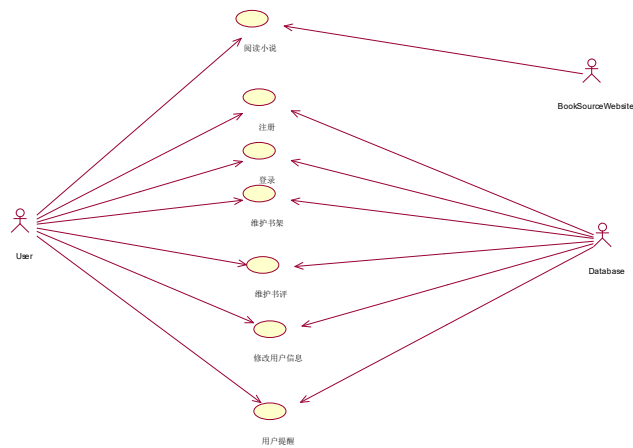 阅读小说
BookSourceWebsite
注册
登录
维护书架
User
Database
维护书评
修改用户信息
用户提醒